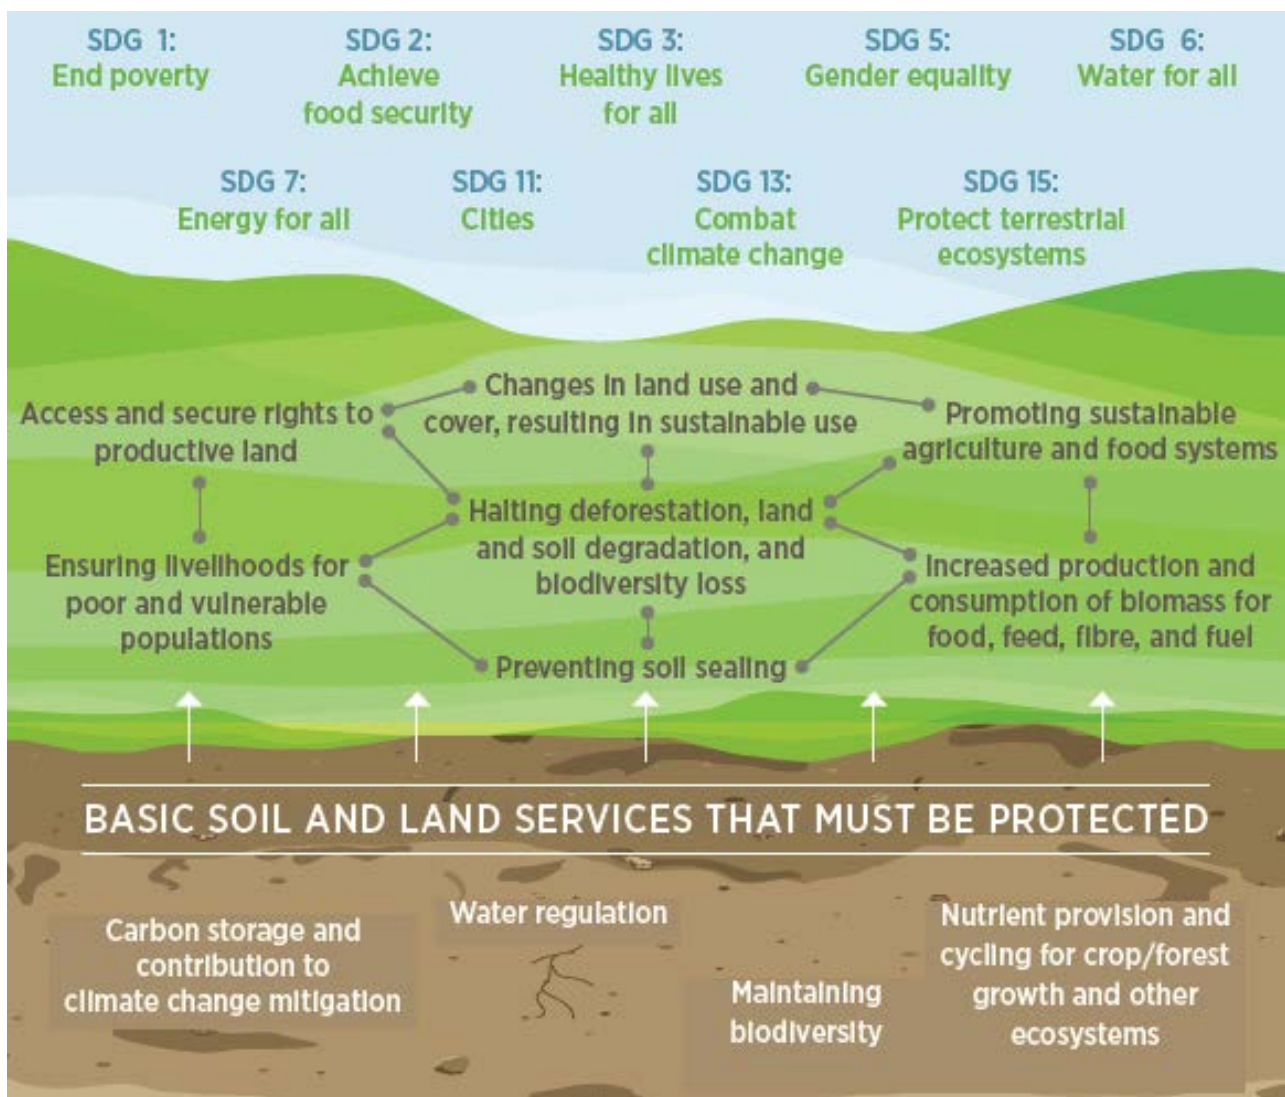 SDG 1:
End poverty
SDG 2:
Achieve
food security
SDG 3:
Healthy lives
for all
SDG 5:
Gender equality
SDG 6:
Water for all
SDG 7:
Energy for all
SDG 11:
Cities
SDG 13:
Combat
climate change
SDG 15:
Protect terrestrial
ecosystems
Access and secure rights to
productive land
Changes in land use and
cover, resulting in sustainable use
Promoting sustainable
agriculture and food systems
Ensuring livelihoods for
poor and vulnerable
populations
Halting deforestation, land
and soil degradation, and
biodiversity loss
Increased production and
consumption of biomass for
food, feed, fibre, and fuel
Preventing soil sealing
BASIC SOIL AND LAND SERVICES THAT MUST BE PROTECTED
Carbon storage and
contribution to
climate change mitigation
Water regulation
Maintaining
biodiversity
Nutrient provision and
cycling for crop/forest
growth and other
ecosystems